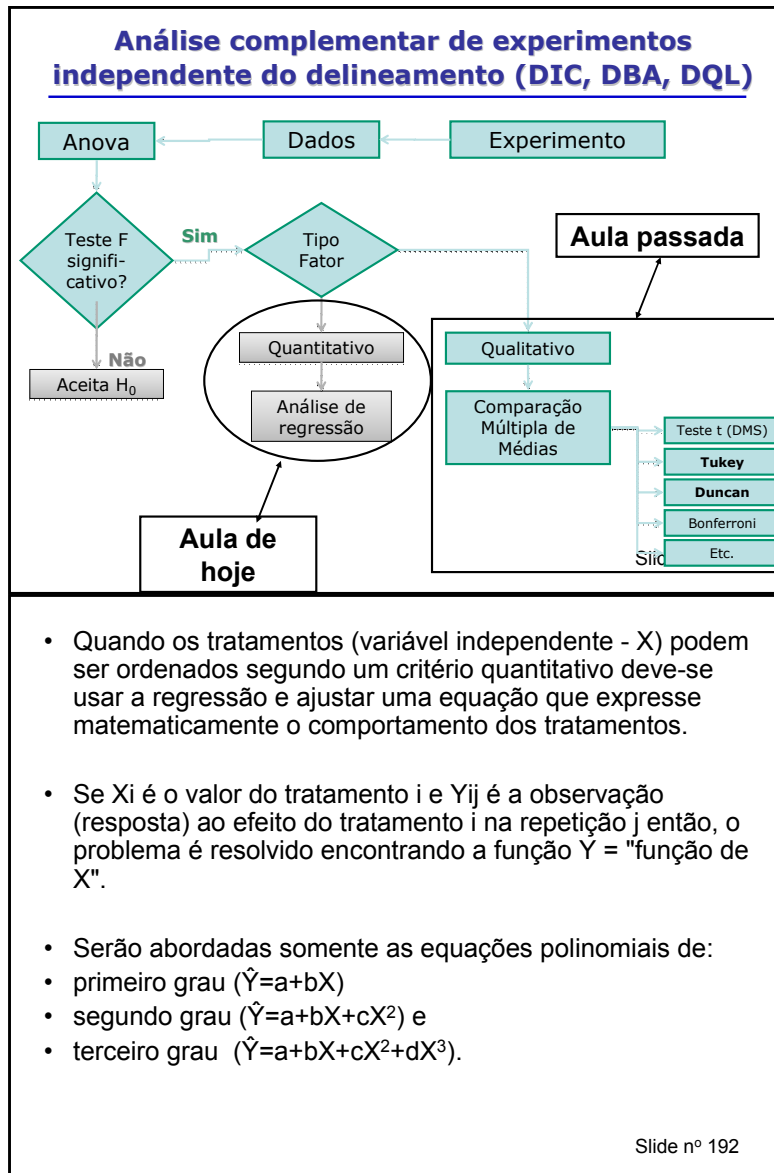 Análise complementar de experimentos
independente do delineamento (DIC, DBA, DQL)
Anova
Dados
Experimento
Teste F
signifi-
cativo?
Sim
Tipo
Fator
Aula passada
Não
Aceita H0
Quantitativo
Análise de
regressão
Qualitativo
Comparação
Múltipla de
Médias
Teste t (DMS)
Tukey
Duncan
Bonferroni
Etc.
Aula de
hoje
• Quando os tratamentos (variável independente - X) podem
ser ordenados segundo um critério quantitativo deve-se
usar a regressão e ajustar uma equação que expresse
matematicamente o comportamento dos tratamentos.
• Se Xi é o valor do tratamento i e Yij é a observação
(resposta) ao efeito do tratamento i na repetição j então, o
problema é resolvido encontrando a função Y = "função de
X".
• Serão abordadas somente as equações polinomiais de:
• primeiro grau (Ŷ=a+bX)
• segundo grau (Ŷ=a+bX+cX²) e
• terceiro grau (Ŷ=a+bX+cX²+dX³).
Slide nº 192